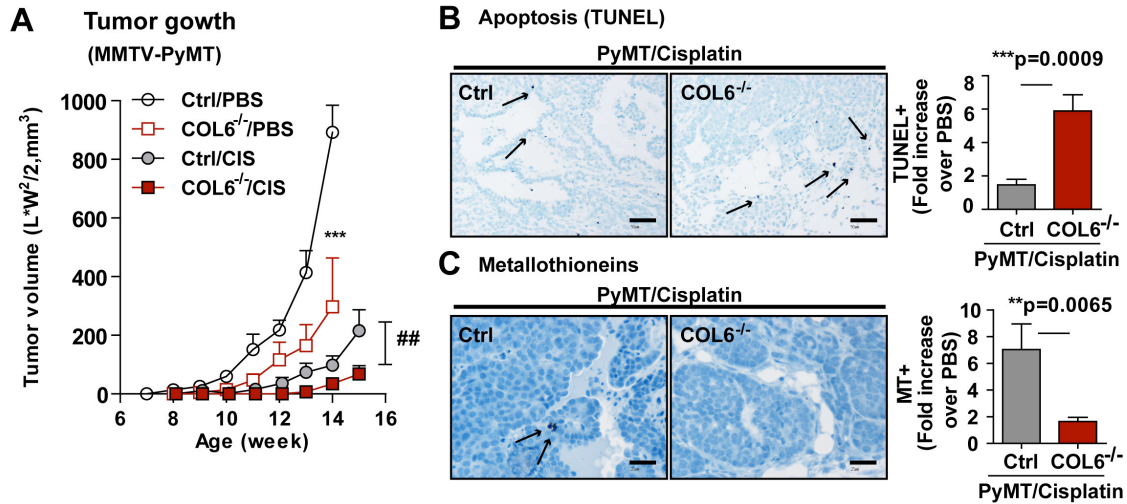 A
Tumor growth
(MMTV-PyMT)
Tumor volume (L*W²/2,mm³)
1000
800
600
400
200
0
Ctrl/PBS
COL6⁻/⁻/PBS
Ctrl/CIS
COL6⁻/⁻/CIS
***
##
6 8 10 12 14 16
Age (week)
B Apoptosis (TUNEL)
PyMT/Cisplatin
Ctrl
COL6⁻/⁻
***p=0.0009
TUNEL+
(Fold increase
over PBS)
8
6
4
2
0
Ctrl COL6⁻/⁻
PyMT/Cisplatin
C Metallothioneins
PyMT/Cisplatin
Ctrl
COL6⁻/⁻
**p=0.0065
MT+
(Fold increase
over PBS)
10
8
6
4
2
0
Ctrl COL6⁻/⁻
PyMT/Cisplatin